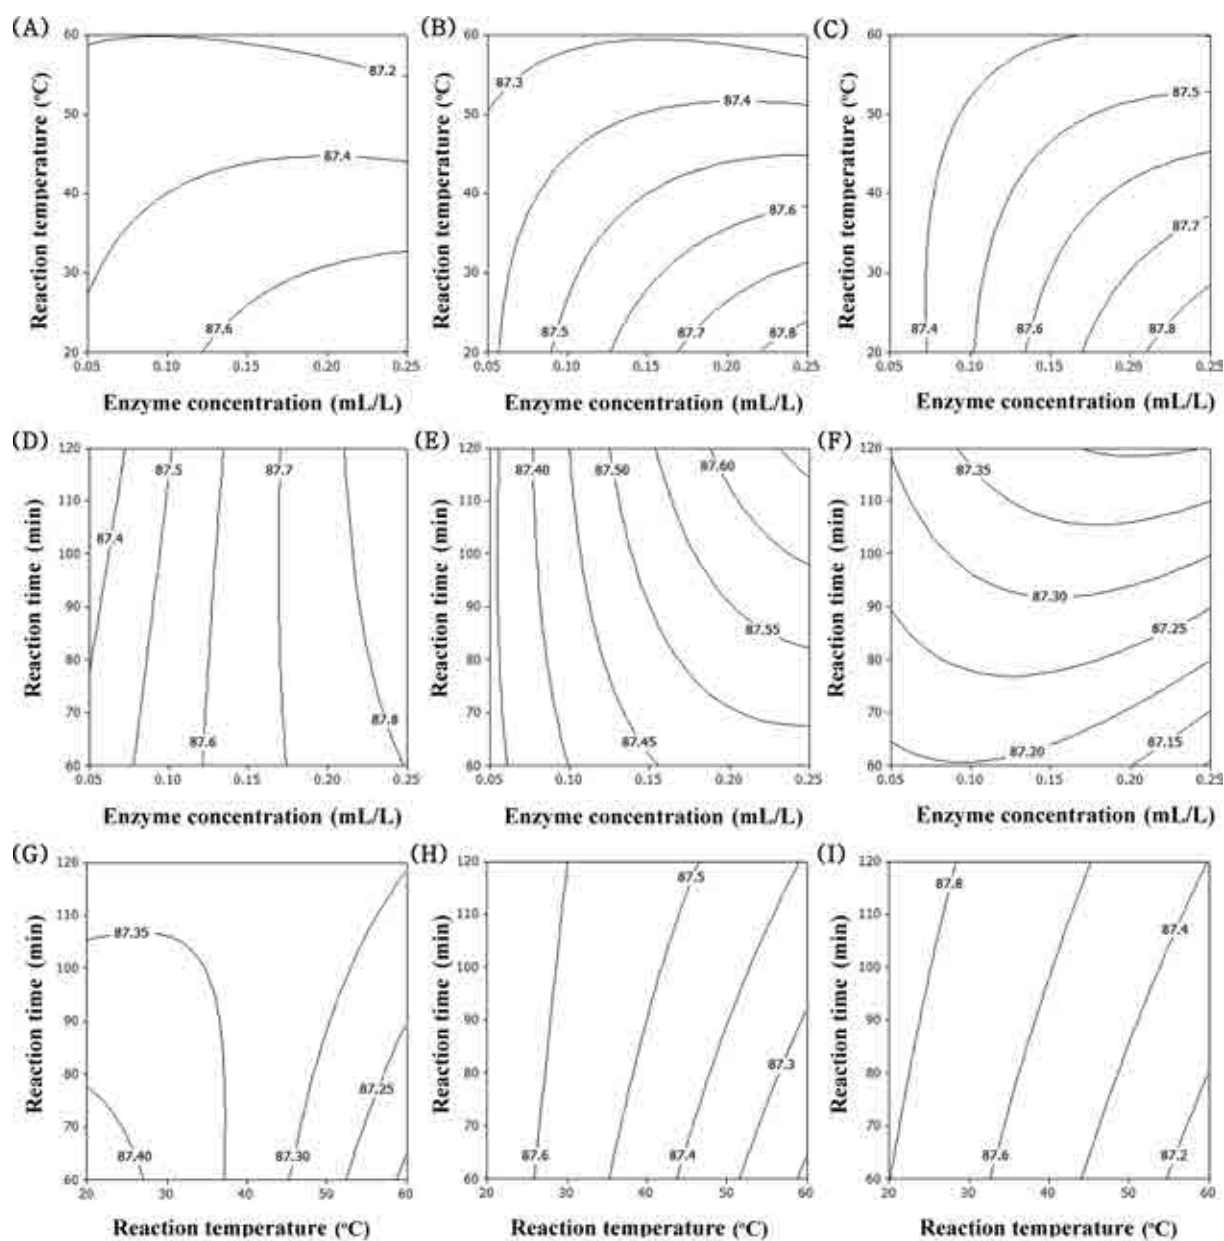 (A) (B) (C)
60 60 60
87.2 87.3 87.5
50 50 50
87.4 87.4
40 40 40
87.6 87.7
30 30 30
87.6 87.5 87.7 87.8 87.4 87.6 87.8
20 20 20
0.05 0.10 0.15 0.20 0.25 0.05 0.10 0.15 0.20 0.25 0.05 0.10 0.15 0.20 0.25
Reaction temperature (°C) Reaction temperature (°C) Reaction temperature (°C)
Enzyme concentration (mL/L) Enzyme concentration (mL/L) Enzyme concentration (mL/L)
(D) (E) (F)
120 120 120
87.5 87.7 87.40 87.50 87.60 87.35
110 110 110
87.4
100 100 100
87.30
90 90 90
87.55 87.25
80 80 80
87.8
70 70 70
87.6 87.45 87.20 87.15
60 60 60
0.05 0.10 0.15 0.20 0.25 0.05 0.10 0.15 0.20 0.25 0.05 0.10 0.15 0.20 0.25
Reaction time (min) Reaction time (min) Reaction time (min)
Enzyme concentration (mL/L) Enzyme concentration (mL/L) Enzyme concentration (mL/L)
(G) (H) (I)
120 120 120
87.5 87.8
110 110 110
87.35 87.4
100 100 100
90 90 90
87.3
80 80 80
87.25
70 70 70
87.40 87.30 87.6 87.4 87.6 87.2
60 60 60
20 30 40 50 60 20 30 40 50 60 20 30 40 50 60
Reaction time (min) Reaction time (min) Reaction time (min)
Reaction temperature (°C) Reaction temperature (°C) Reaction temperature (°C)